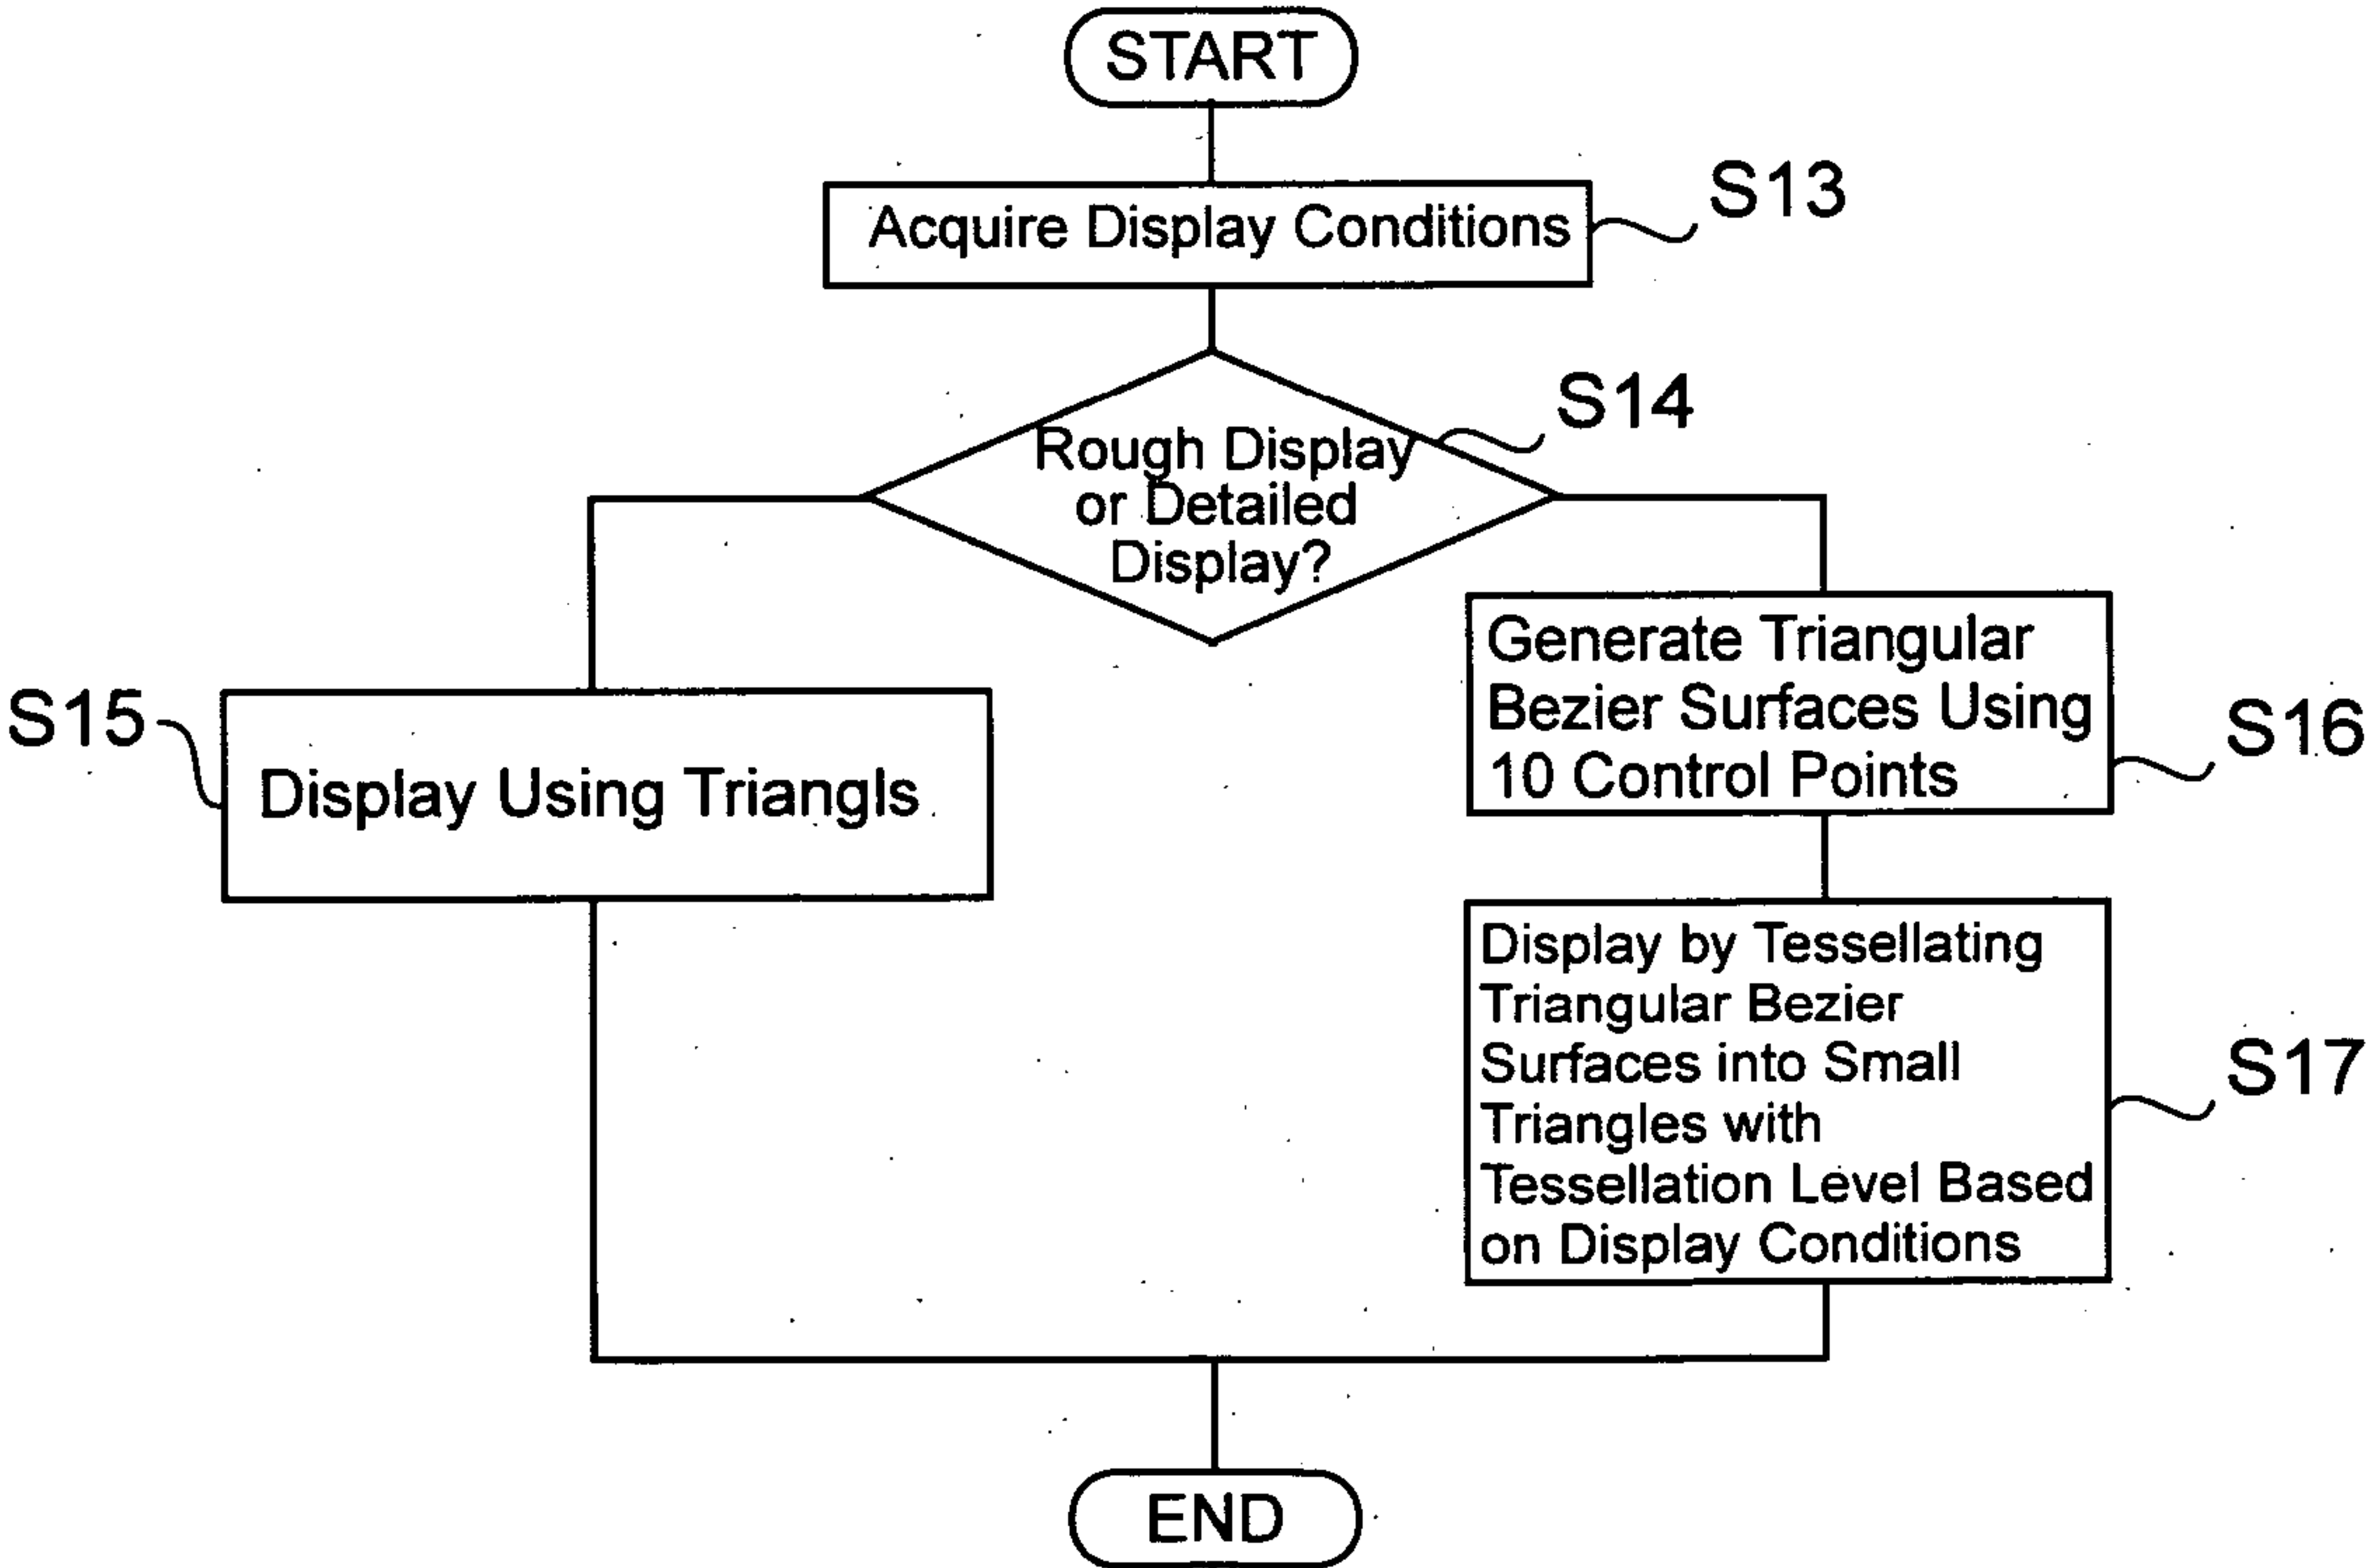 START
Acquire Display Conditions
S13
S14
Rough Display
or Detailed
Display?
Generate Triangular
Bezier Surfaces Using
10 Control Points
S16
S15
Display Using Triangls
Display by Tessellating
Triangular Bezier
Surfaces into Small
Triangles with
Tessellation Level Based
on Display Conditions
S17
END